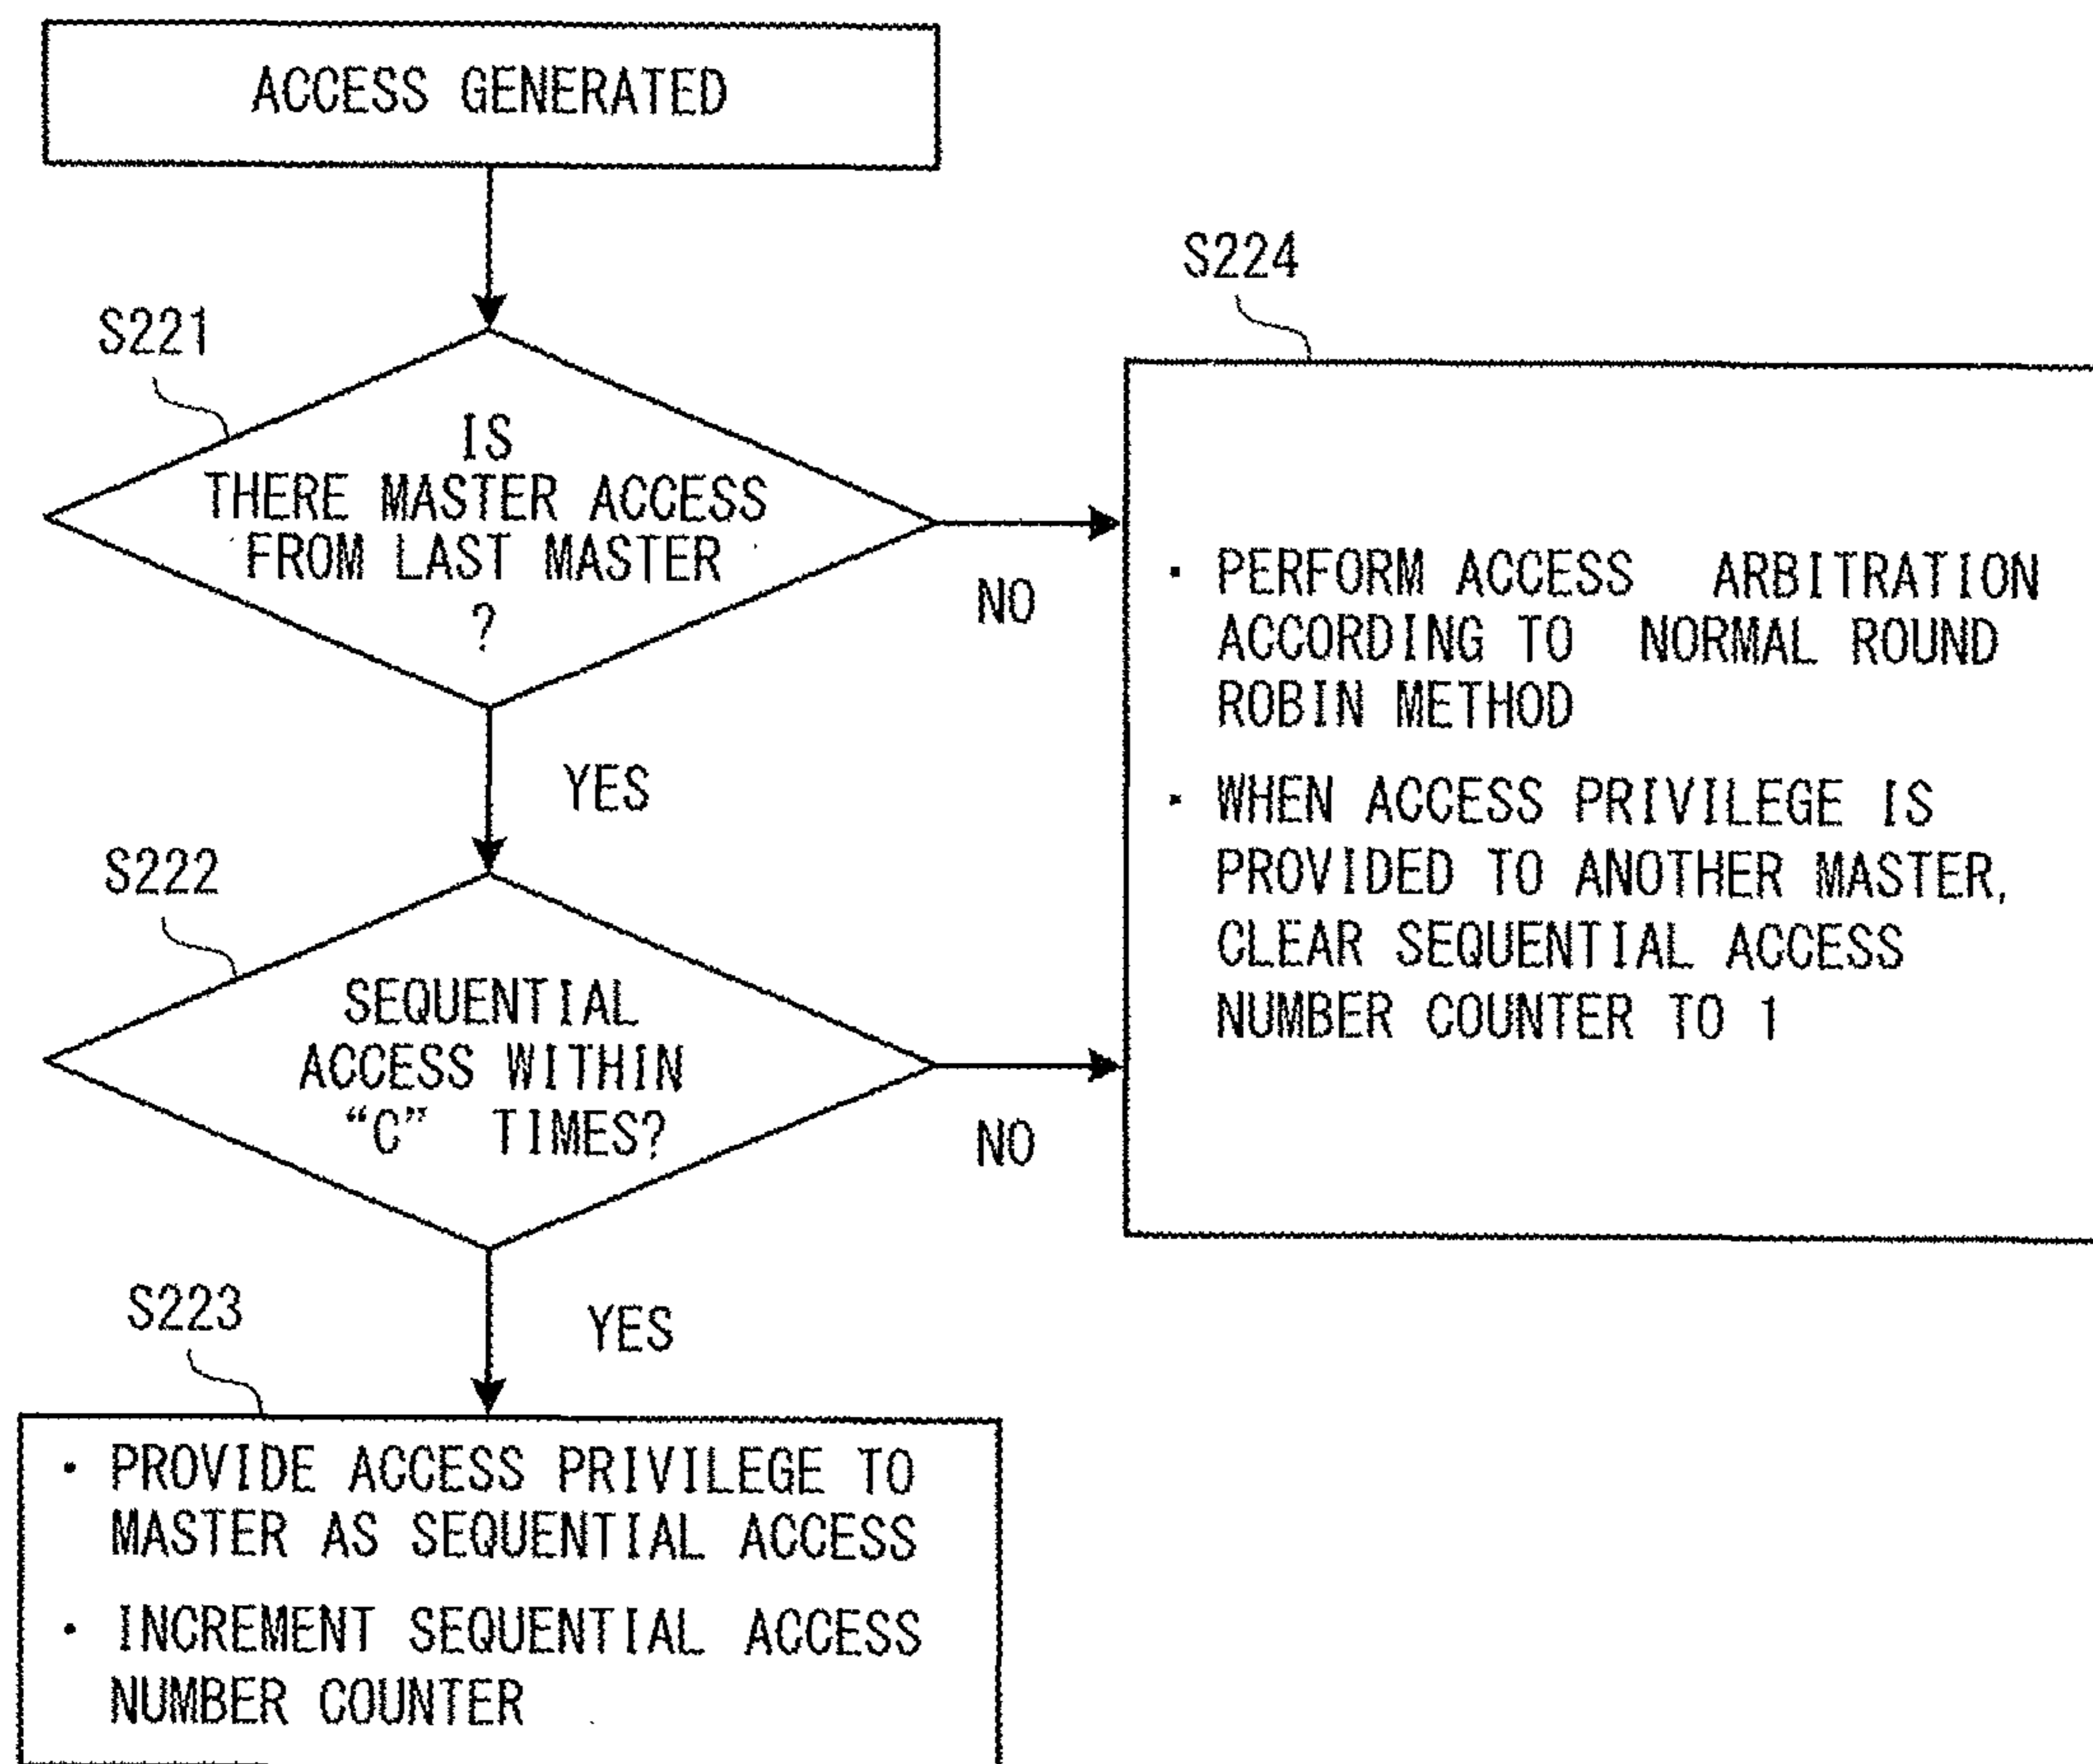 ACCESS GENERATED
S221
IS
THERE MASTER ACCESS
FROM LAST MASTER
?
NO
YES
S222
SEQUENTIAL
ACCESS WITHIN
“C” TIMES?
NO
YES
S223
· PROVIDE ACCESS PRIVILEGE TO
MASTER AS SEQUENTIAL ACCESS
· INCREMENT SEQUENTIAL ACCESS
NUMBER COUNTER
S224
· PERFORM ACCESS ARBITRATION
ACCORDING TO NORMAL ROUND
ROBIN METHOD
· WHEN ACCESS PRIVILEGE IS
PROVIDED TO ANOTHER MASTER,
CLEAR SEQUENTIAL ACCESS
NUMBER COUNTER TO 1